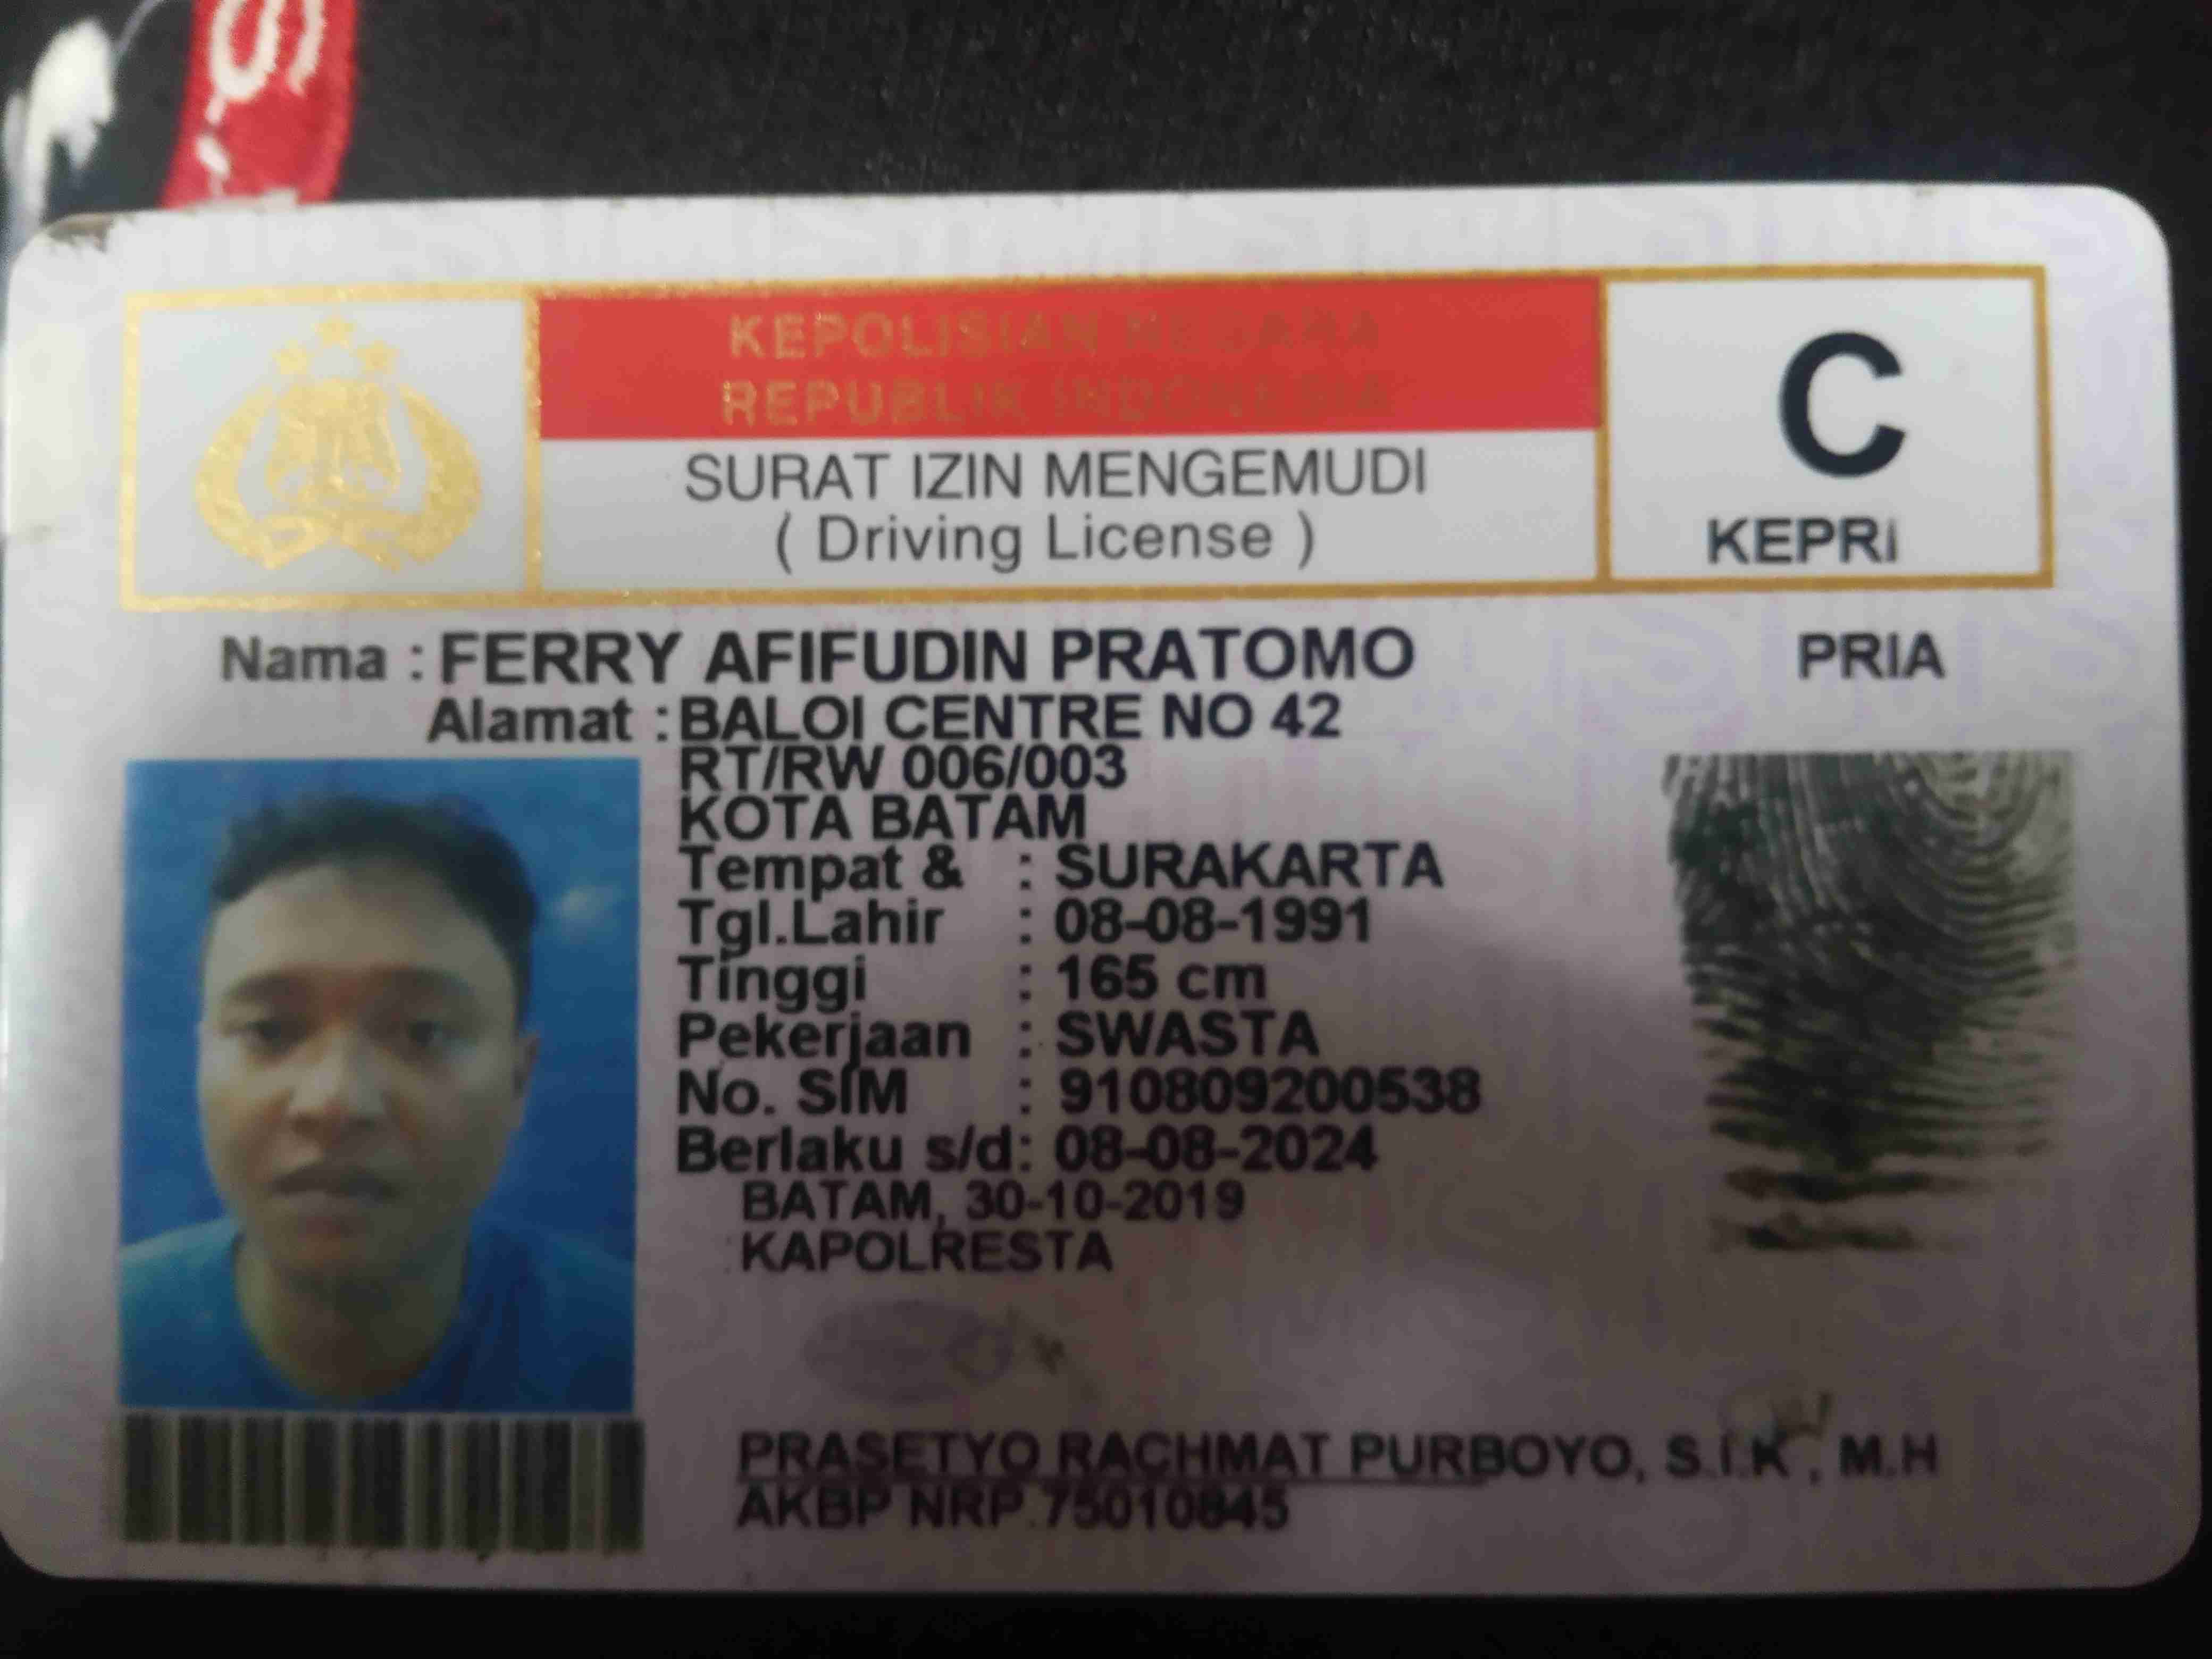 KEPOLISIAN NEGARA
REPUBLIK INDONESIA
SURAT IZIN MENGEMUDI
( Driving License )
C
KEPRi
Nama : FERRY AFIFUDIN PRATOMO
PRIA
Alamat : BALOI CENTRE NO 42
RT/RW 006/003
KOTA BATAM
Tempat & : SURAKARTA
Tgl.Lahir : 08-08-1991
Tinggi : 165 cm
Pekerjaan : SWASTA
No. SIM : 910809200538
Berlaku s/d: 08-08-2024
BATAM, 30-10-2019
KAPOLRESTA
PRASETYO RACHMAT PURBOYO, S.I.K , M.H
AKBP NRP.75010845